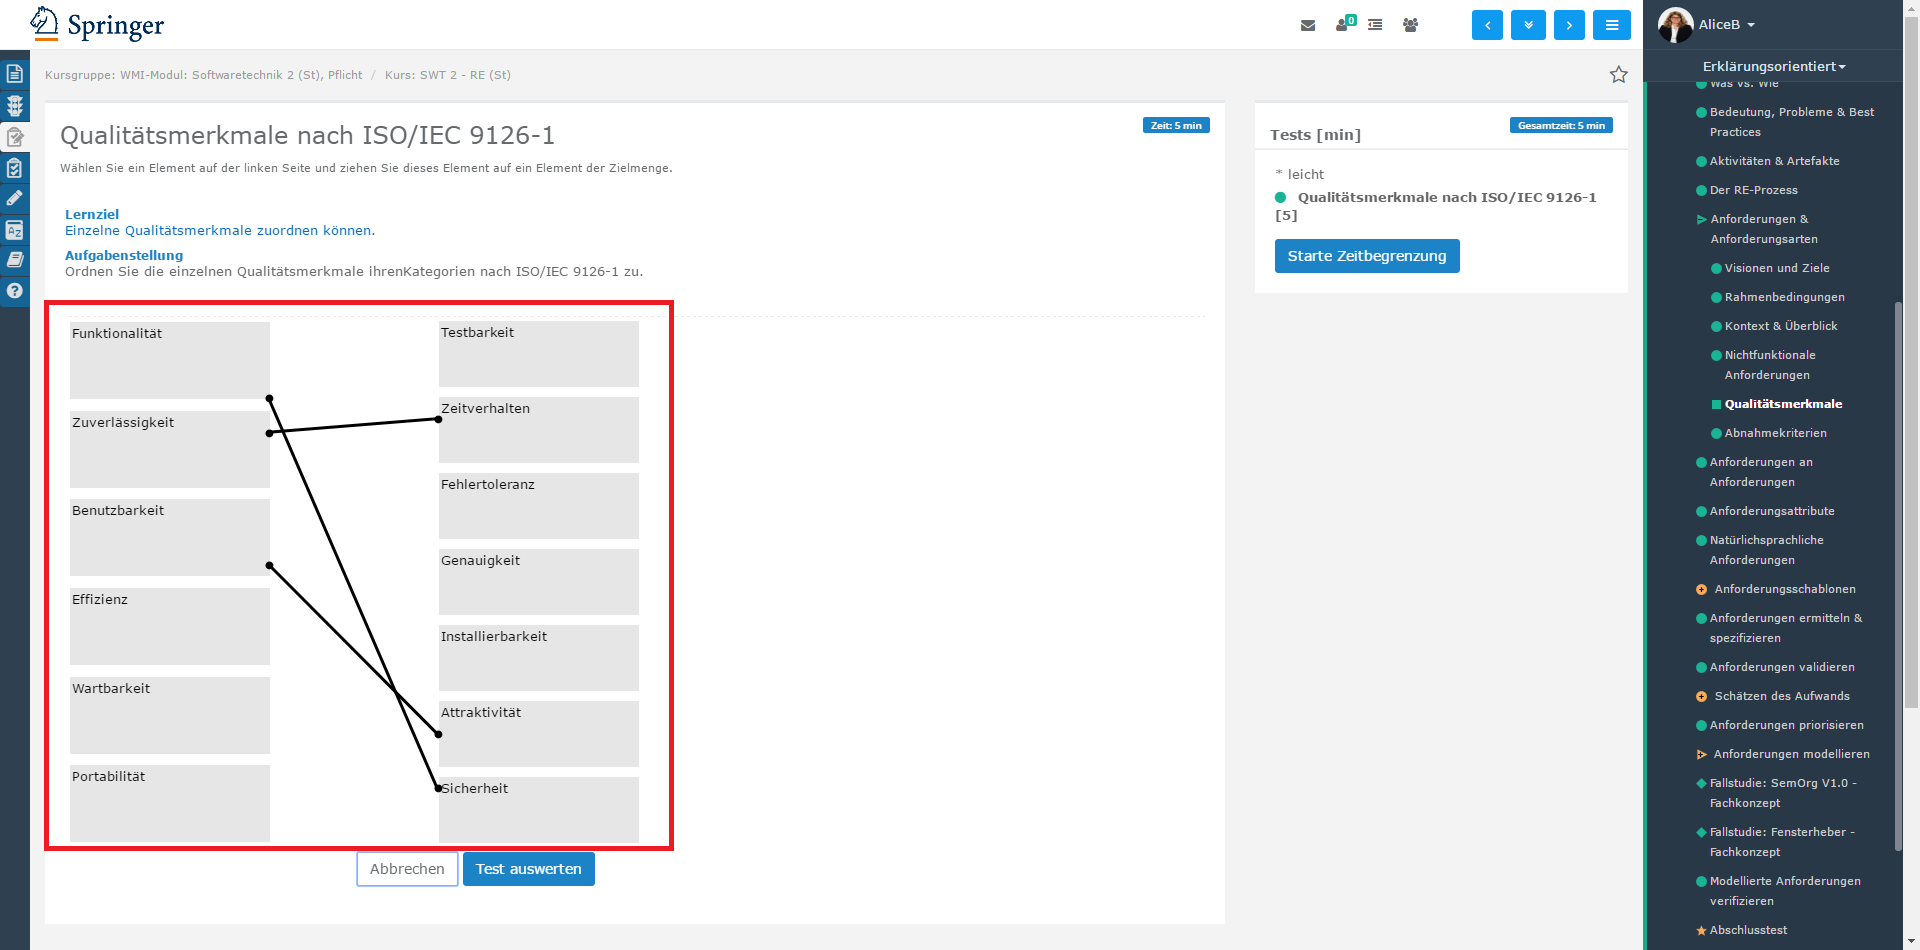 Springer
0
AliceB
Erklärungsorientiert
Kursgruppe: WMI-Modul: Softwaretechnik 2 (St), Pflicht / Kurs: SWT 2 - RE (St)
Qualitätsmerkmale nach ISO/IEC 9126-1
Zeit: 5 min
Wählen Sie ein Element auf der linken Seite und ziehen Sie dieses Element auf ein Element der Zielmenge.
Lernziel
Einzelne Qualitätsmerkmale zuordnen können.
Aufgabenstellung
Ordnen Sie die einzelnen Qualitätsmerkmale ihrenKategorien nach ISO/IEC 9126-1 zu.
Funktionalität
Zuverlässigkeit
Benutzbarkeit
Effizienz
Wartbarkeit
Portabilität
Testbarkeit
Zeitverhalten
Fehlertoleranz
Genauigkeit
Installierbarkeit
Attraktivität
Sicherheit
Abbrechen
Test auswerten
Tests [min]
Gesamtzeit: 5 min
* leicht
Qualitätsmerkmale nach ISO/IEC 9126-1
[5]
Starte Zeitbegrenzung
Was vs. Wie
Bedeutung, Probleme & Best
Practices
Aktivitäten & Artefakte
Der RE-Prozess
Anforderungen &
Anforderungsarten
Visionen und Ziele
Rahmenbedingungen
Kontext & Überblick
Nichtfunktionale
Anforderungen
Qualitätsmerkmale
Abnahmekriterien
Anforderungen an
Anforderungen
Anforderungsattribute
Natürlichsprachliche
Anforderungen
Anforderungsschablonen
Anforderungen ermitteln &
spezifizieren
Anforderungen validieren
Schätzen des Aufwands
Anforderungen priorisieren
Anforderungen modellieren
Fallstudie: SemOrg V1.0 -
Fachkonzept
Fallstudie: Fensterheber -
Fachkonzept
Modellierte Anforderungen
verifizieren
Abschlusstest